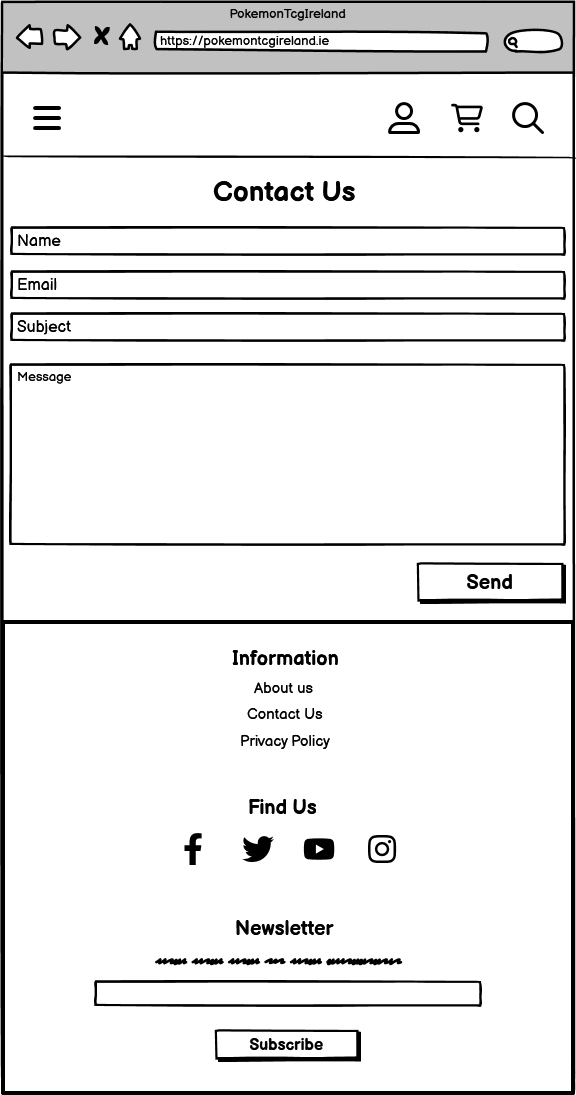 PokemonTcgIreland
https://pokemontcgireland.ie
Contact Us
Name
Email
Subject
Message
Send
Information
About us
Contact Us
Privacy Policy
Find Us
Newsletter
Subscribe